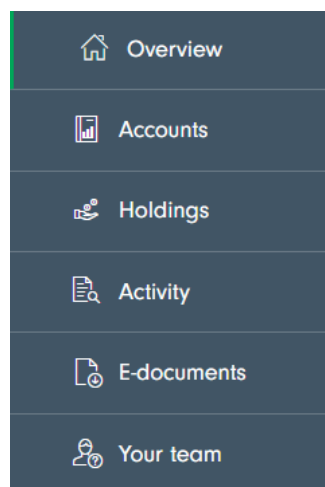 Overview
Accounts
Holdings
Activity
E-documents
Your team